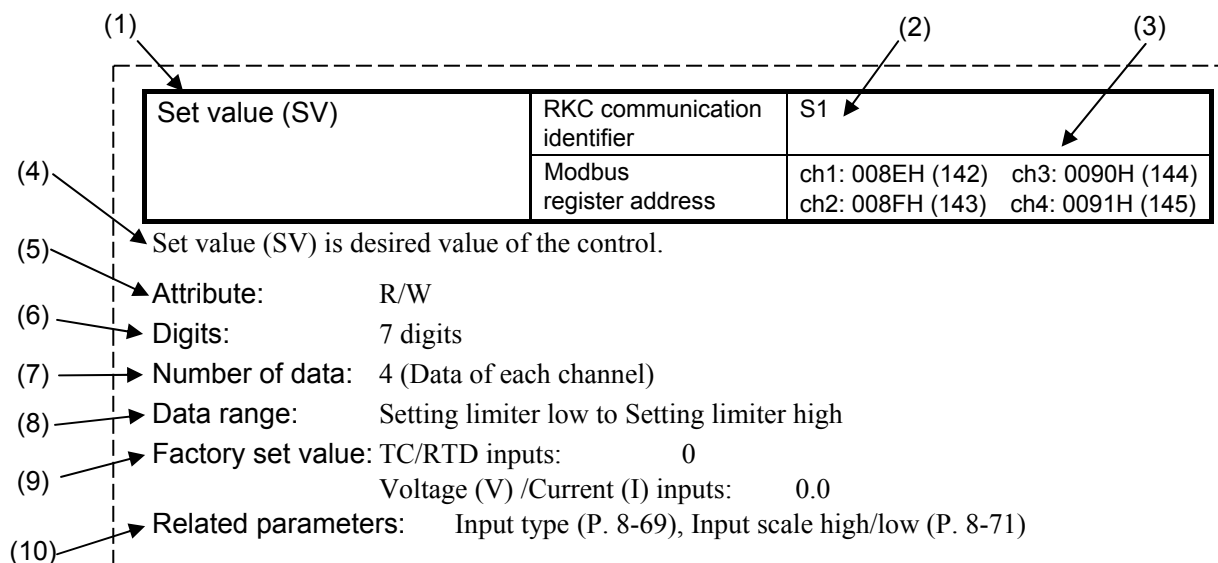 (1) (2) (3)
Set value (SV) RKC communication identifier S1
Modbus register address ch1: 008EH (142) ch3: 0090H (144)
ch2: 008FH (143) ch4: 0091H (145)
(4) Set value (SV) is desired value of the control.
(5) Attribute: R/W
(6) Digits: 7 digits
(7) Number of data: 4 (Data of each channel)
(8) Data range: Setting limiter low to Setting limiter high
(9) Factory set value: TC/RTD inputs: 0
Voltage (V) /Current (I) inputs: 0.0
(10) Related parameters: Input type (P. 8-69), Input scale high/low (P. 8-71)